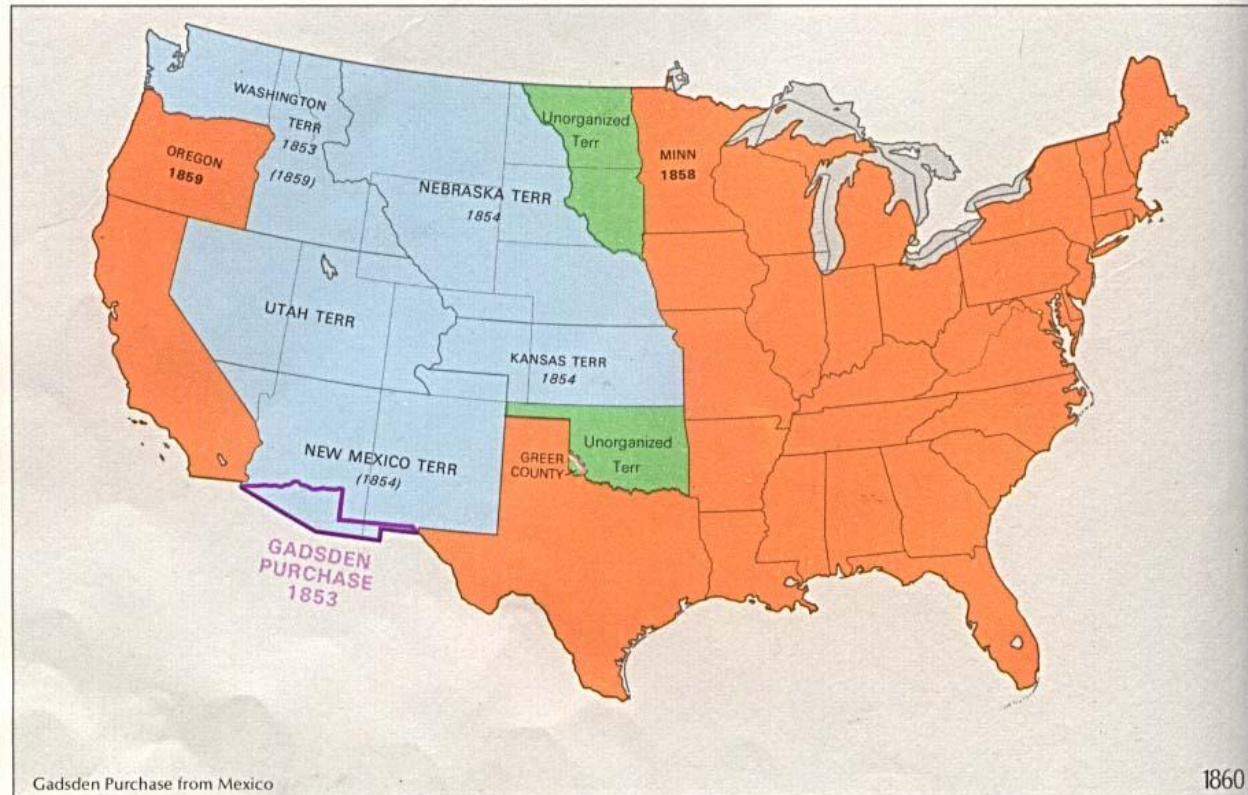 WASHINGTON
TERR
1853
(1859)
OREGON
1859
NEBRASKA TERR
1854
Unorganized
Terr
MINN
1858
UTAH TERR
KANSAS TERR
1854
NEW MEXICO TERR
(1854)
GREER
COUNTY
Unorganized
Terr
GADSDEN
PURCHASE
1853
Gadsden Purchase from Mexico
1860